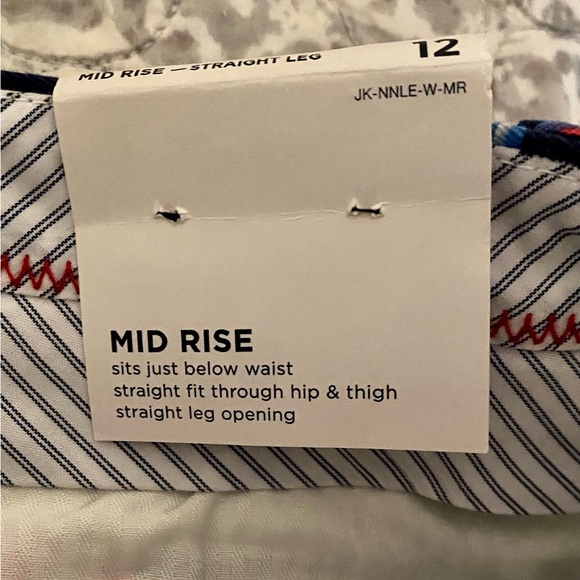 MID RISE — STRAIGHT LEG 12
JK-NNLE-W-MR
MID RISE
sits just below waist
straight fit through hip & thigh
straight leg opening